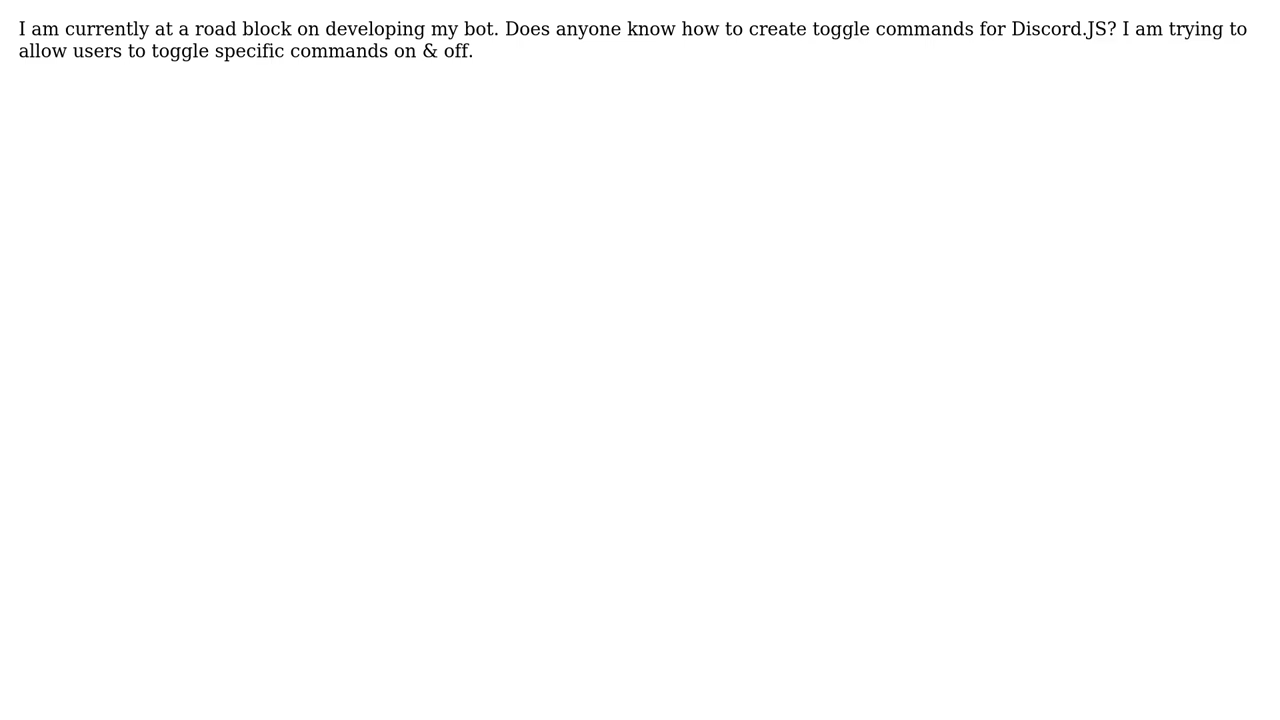 I am currently at a road block on developing my bot. Does anyone know how to create toggle commands for Discord.JS? I am trying to
allow users to toggle specific commands on & off.